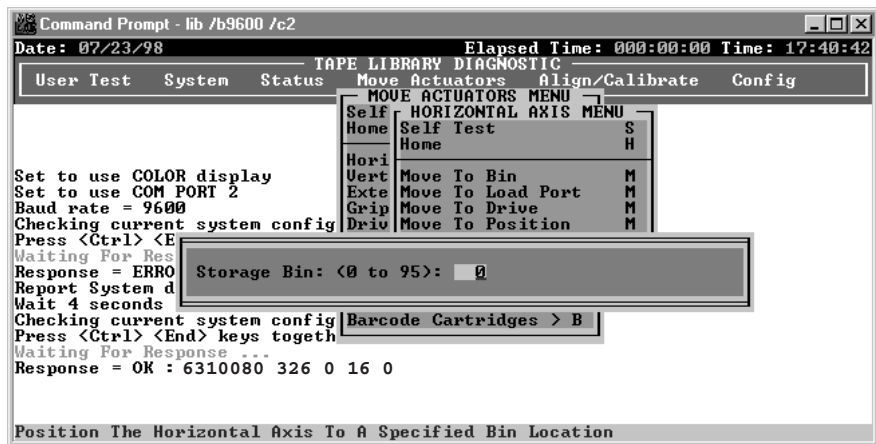 Command Prompt - lib /b9600 /c2
Date: 07/23/98 Elapsed Time: 000:00:00 Time: 17:40:42
TAPE LIBRARY DIAGNOSTIC
User Test System Status Move Actuators Align/Calibrate Config
MOVE ACTUATORS MENU
Self HORIZONTAL AXIS MENU
Home Self Test S
Home H
Hori
Set to use COLOR display Vert Move To Bin M
Set to use COM PORT 2 Exte Move To Load Port M
Baud rate = 9600 Grip Move To Drive M
Checking current system config Driv Move To Position M
Press <Ctrl> <E
Waiting For Res
Response = ERRO Storage Bin: (0 to 95): 0
Report System d
Wait 4 seconds
Checking current system config Barcode Cartridges > B
Press <Ctrl> <End> keys togeth
Waiting For Response ...
Response = OK : 6310080 326 0 16 0
Position The Horizontal Axis To A Specified Bin Location